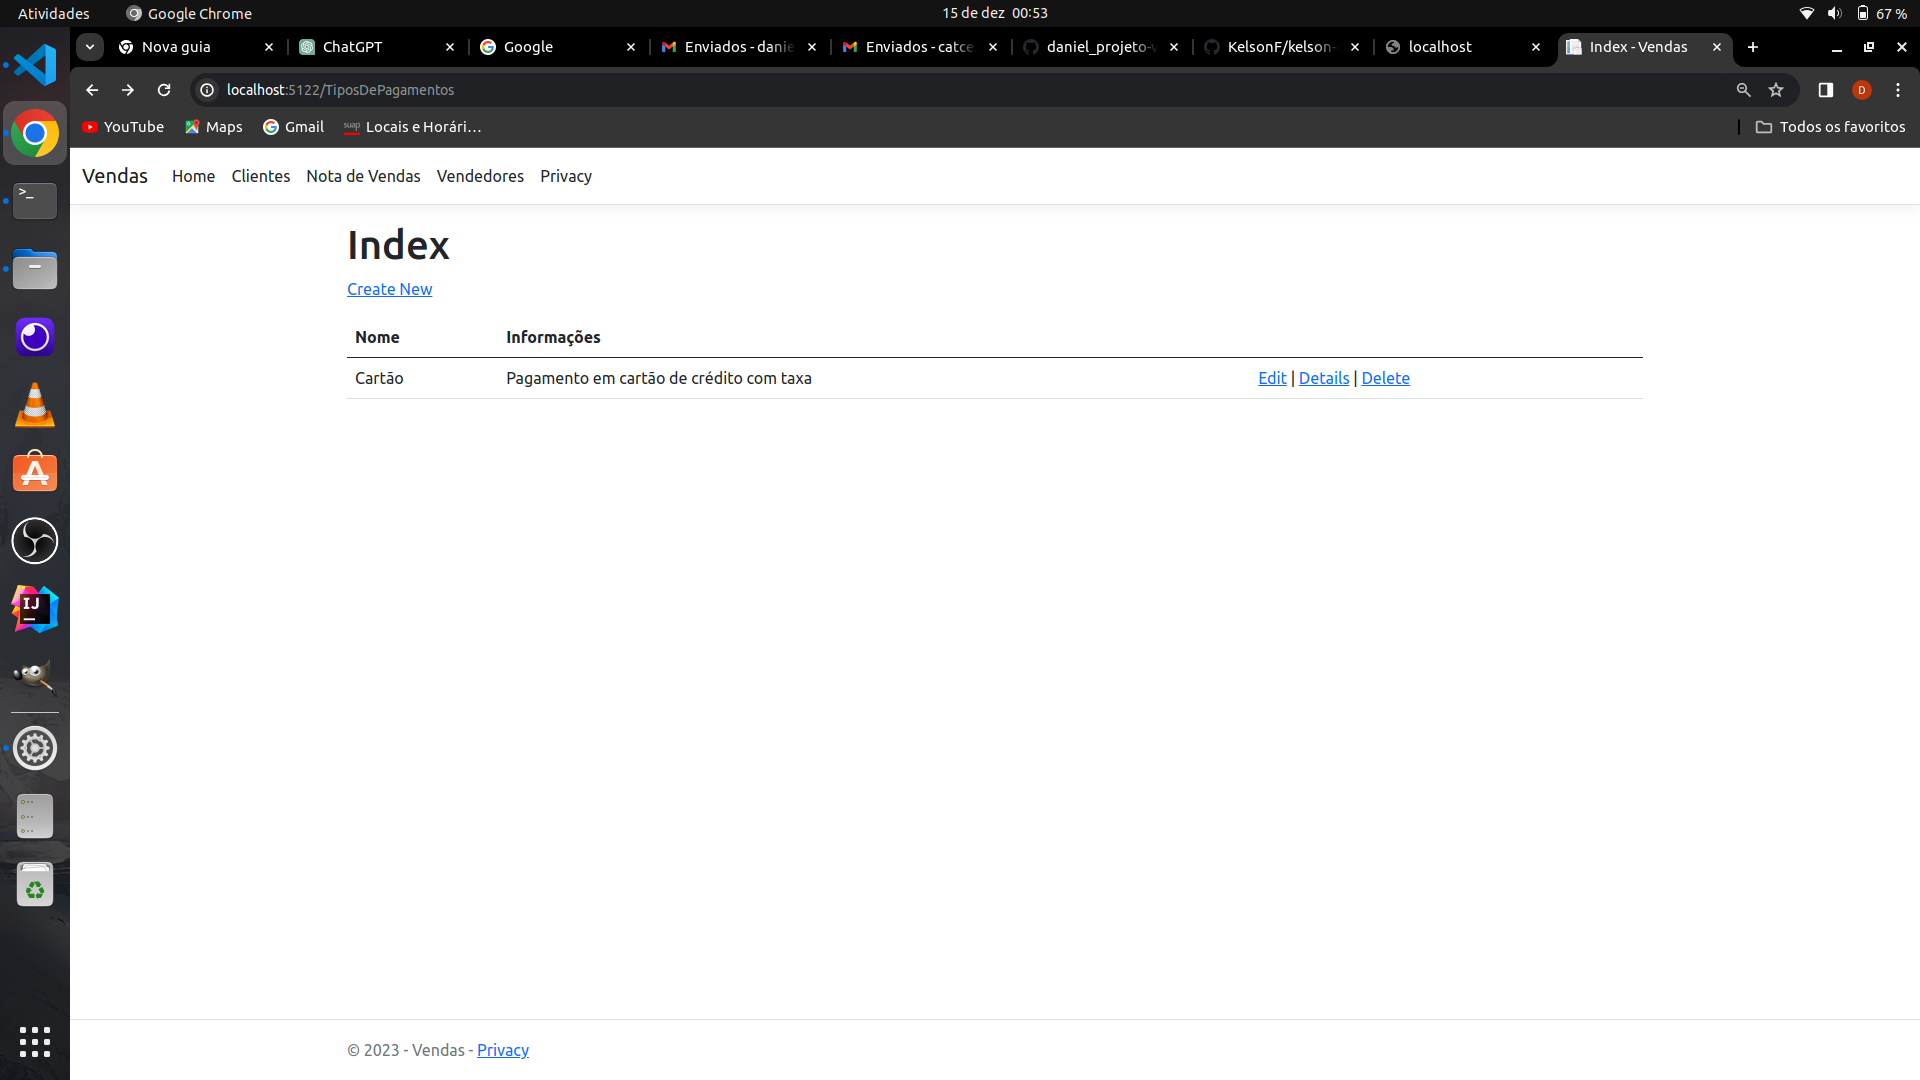 Atividades Google Chrome 15 de dez 00:53 67 %
Nova guia ChatGPT Google Enviados - danie Enviados - catce daniel_projeto-v KelsonF/kelson- localhost Index - Vendas
localhost:5122/TiposDePagamentos
YouTube Maps Gmail suap Locais e Horári… Todos os favoritos
Vendas Home Clientes Nota de Vendas Vendedores Privacy
Index
Create New
Nome Informações
Cartão Pagamento em cartão de crédito com taxa Edit | Details | Delete
© 2023 - Vendas - Privacy